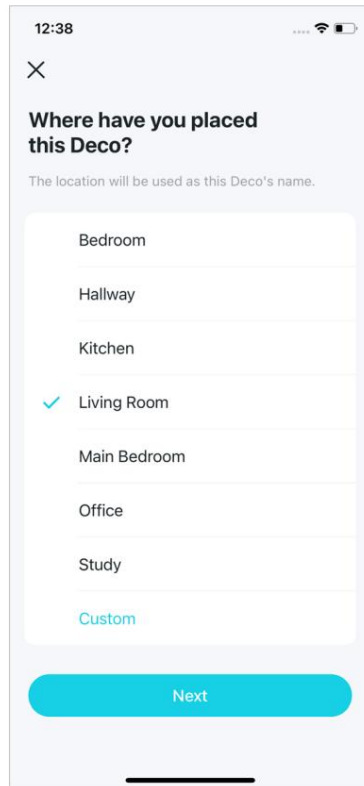 12:38
Where have you placed
this Deco?
The location will be used as this Deco's name.
Bedroom
Hallway
Kitchen
Living Room
Main Bedroom
Office
Study
Custom
Next